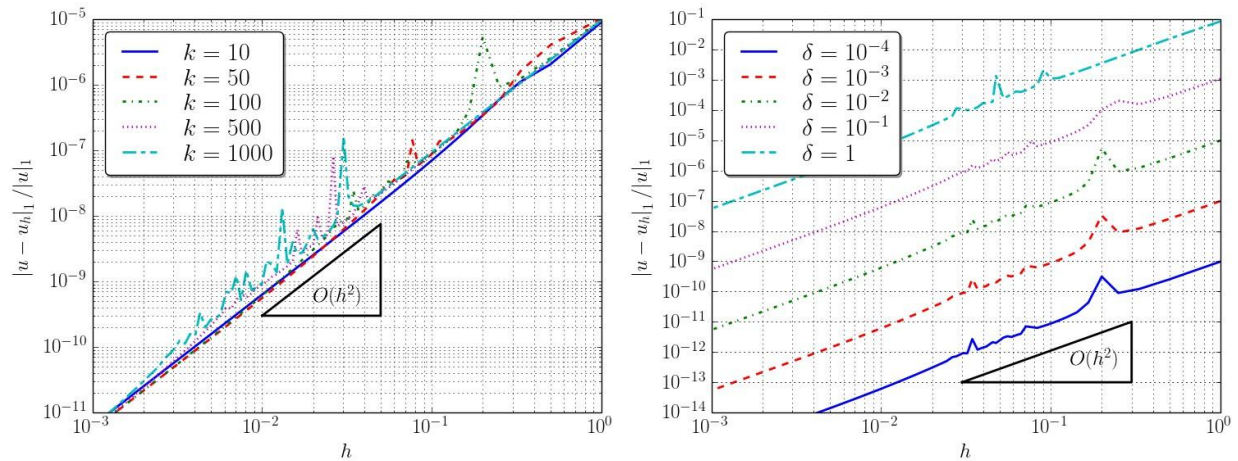 10^{-5}
10^{-6}
10^{-7}
10^{-8}
10^{-9}
10^{-10}
10^{-11}
|u − u_h|_1/|u|_1
k = 10
k = 50
k = 100
k = 500
k = 1000
O(h^2)
10^{-3}
10^{-2}
10^{-1}
10^0
h
10^{-1}
10^{-2}
10^{-3}
10^{-4}
10^{-5}
10^{-6}
10^{-7}
10^{-8}
10^{-9}
10^{-10}
10^{-11}
10^{-12}
10^{-13}
10^{-14}
|u − u_h|_1/|u|_1
δ = 10^{-4}
δ = 10^{-3}
δ = 10^{-2}
δ = 10^{-1}
δ = 1
O(h^2)
10^{-3}
10^{-2}
10^{-1}
10^0
h